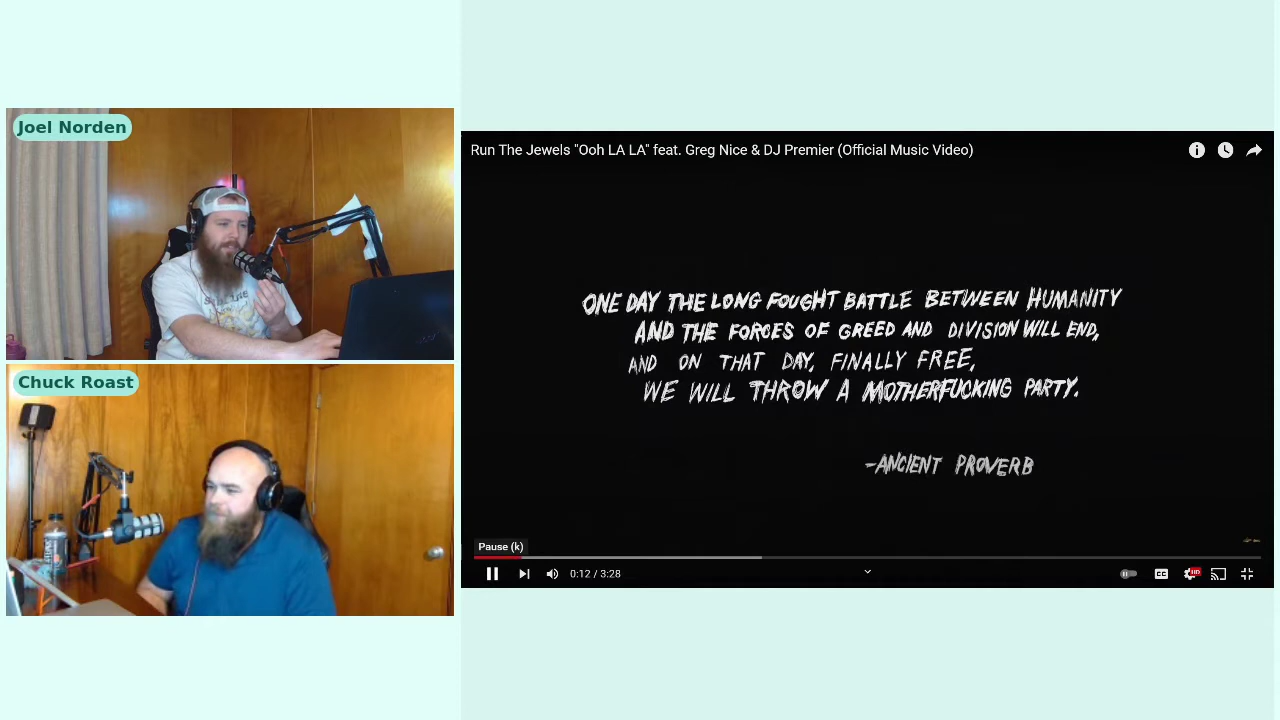 Joel Norden
Chuck Roast
Run The Jewels "Ooh LA LA" feat. Greg Nice & DJ Premier (Official Music Video)
ONE DAY THE LONG FOUGHT BATTLE BETWEEN HUMANITY
AND THE FORCES OF GREED AND DIVISION WILL END,
AND ON THAT DAY, FINALLY FREE,
WE WILL THROW A MOTHERFUCKING PARTY.
-ANCIENT PROVERB
Pause (k)
0:12 / 3:28
CC
HD